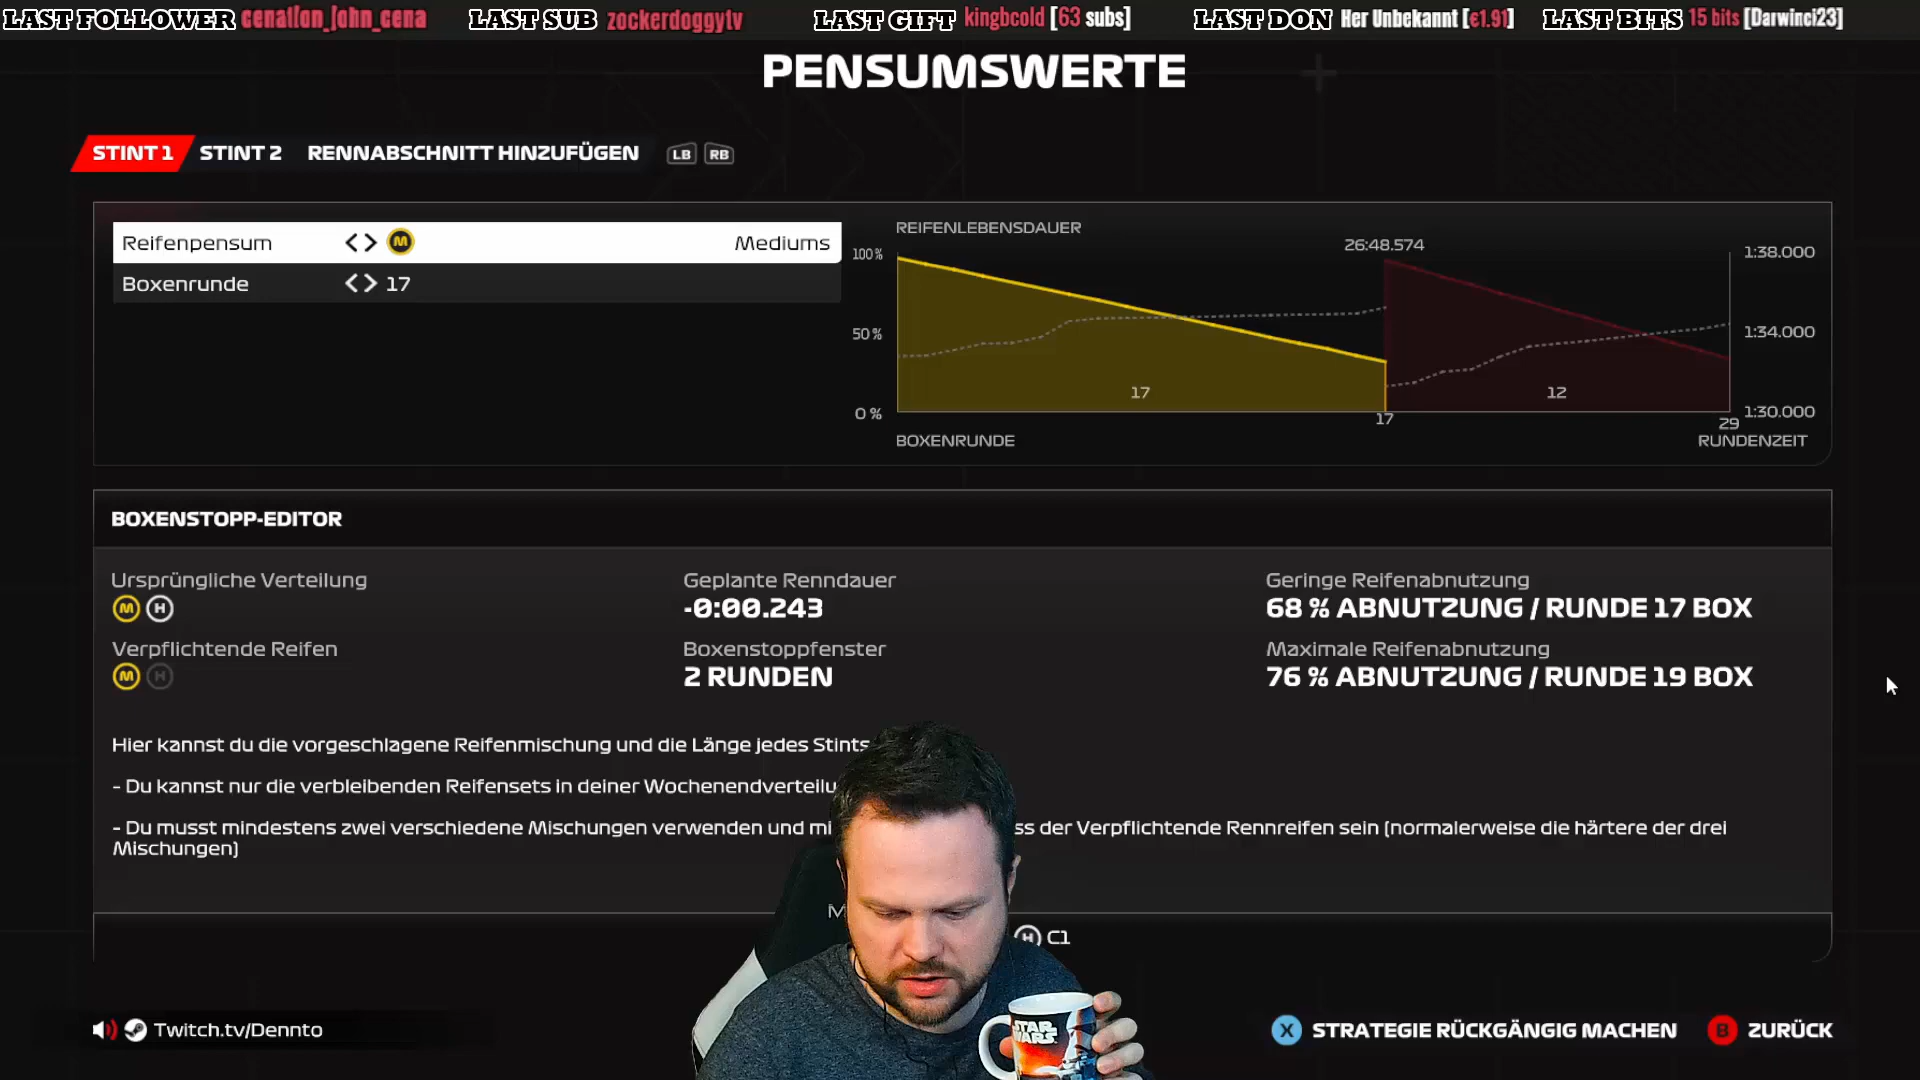 LAST FOLLOWER cenation_john_cena LAST SUB zockerdoggytv LAST GIFT kingbcold [63 subs] LAST DON Her Unbekannt [€1.91] LAST BITS 15 bits [Darwinci23]
PENSUMSWERTE
STINT 1 STINT 2 RENNABSCHNITT HINZUFÜGEN LB RB
Reifenpensum M Mediums
Boxenrunde 17
REIFENLEBENSDAUER
26:48.574
100 %
50 %
0 %
17
12
17
29
1:38.000
1:34.000
1:30.000
BOXENRUNDE
RUNDENZEIT
BOXENSTOPP-EDITOR
Ursprüngliche Verteilung
M H
Verpflichtende Reifen
M H
Geplante Renndauer
-0:00.243
Boxenstoppfenster
2 RUNDEN
Geringe Reifenabnutzung
68 % ABNUTZUNG / RUNDE 17 BOX
Maximale Reifenabnutzung
76 % ABNUTZUNG / RUNDE 19 BOX
Hier kannst du die vorgeschlagene Reifenmischung und die Länge jedes Stints
- Du kannst nur die verbleibenden Reifensets in deiner
- Du musst mindestens zwei verschiedene Mischungen verwenden und der Verpflichtende Rennreifen sein (normalerweise die härtere der drei
Mischungen)
H C1
STAR
WARS
Twitch.tv/Dennto
X STRATEGIE RÜCKGÄNGIG MACHEN B ZURÜCK